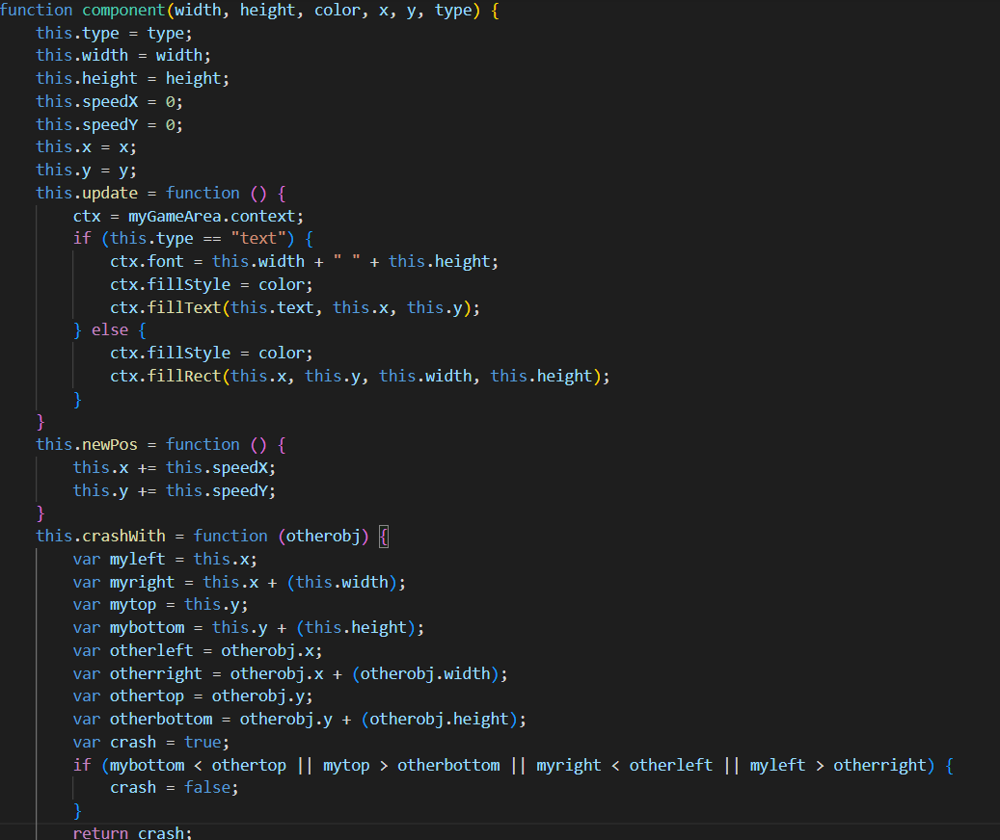 function component(width, height, color, x, y, type) {
    this.type = type;
    this.width = width;
    this.height = height;
    this.speedX = 0;
    this.speedY = 0;
    this.x = x;
    this.y = y;
    this.update = function () {
        ctx = myGameArea.context;
        if (this.type == "text") {
            ctx.font = this.width + " " + this.height;
            ctx.fillStyle = color;
            ctx.fillText(this.text, this.x, this.y);
        } else {
            ctx.fillStyle = color;
            ctx.fillRect(this.x, this.y, this.width, this.height);
        }
    }
    this.newPos = function () {
        this.x += this.speedX;
        this.y += this.speedY;
    }
    this.crashWith = function (otherobj) {
        var myleft = this.x;
        var myright = this.x + (this.width);
        var mytop = this.y;
        var mybottom = this.y + (this.height);
        var otherleft = otherobj.x;
        var otherright = otherobj.x + (otherobj.width);
        var othertop = otherobj.y;
        var otherbottom = otherobj.y + (otherobj.height);
        var crash = true;
        if (mybottom < othertop || mytop > otherbottom || myright < otherleft || myleft > otherright) {
            crash = false;
        }
        return crash;